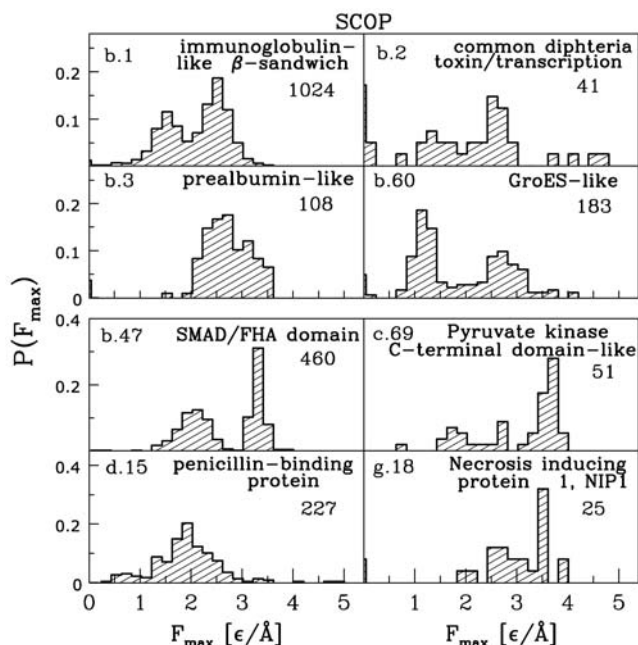 SCOP
b.1 immunoglobulin-
like β-sandwich
1024
b.2 common diphteria
toxin/transcription
41
0.2
0.1
b.3 prealbumin-like
108
b.60 GroES-like
183
0.2
0.1
0
P(F_max)
b.47 SMAD/FHA domain
460
c.69 Pyruvate kinase
C-terminal domain-like
51
0.4
0.2
d.15 penicillin-binding
protein
227
g.18 Necrosis inducing
protein 1, NIP1
25
0.4
0.2
0
0 1 2 3 4 5
1 2 3 4 5
F_max [ϵ/Å]
F_max [ϵ/Å]